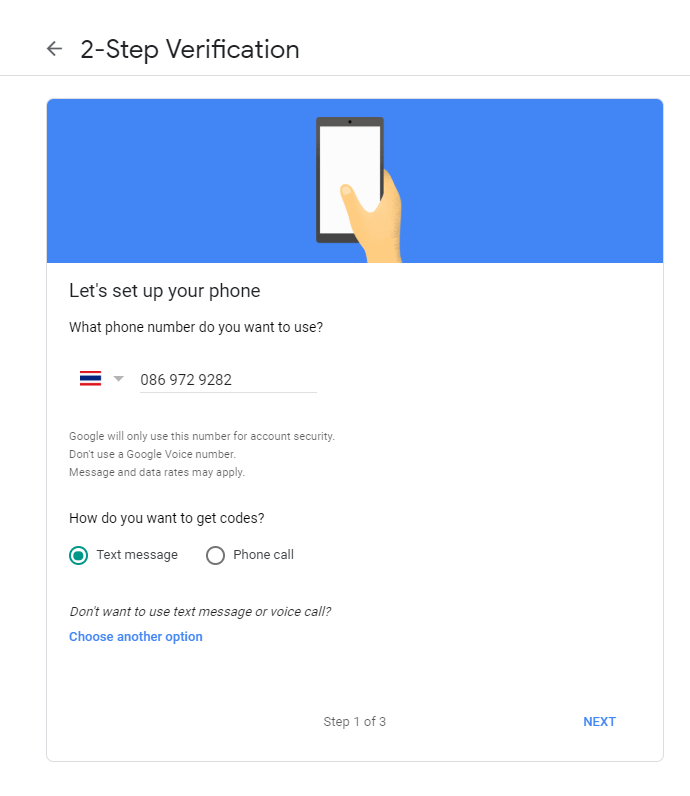 2-Step Verification
Let's set up your phone
What phone number do you want to use?
086 972 9282
Google will only use this number for account security.
Don't use a Google Voice number.
Message and data rates may apply.
How do you want to get codes?
Text message Phone call
Don't want to use text message or voice call?
Choose another option
Step 1 of 3 NEXT